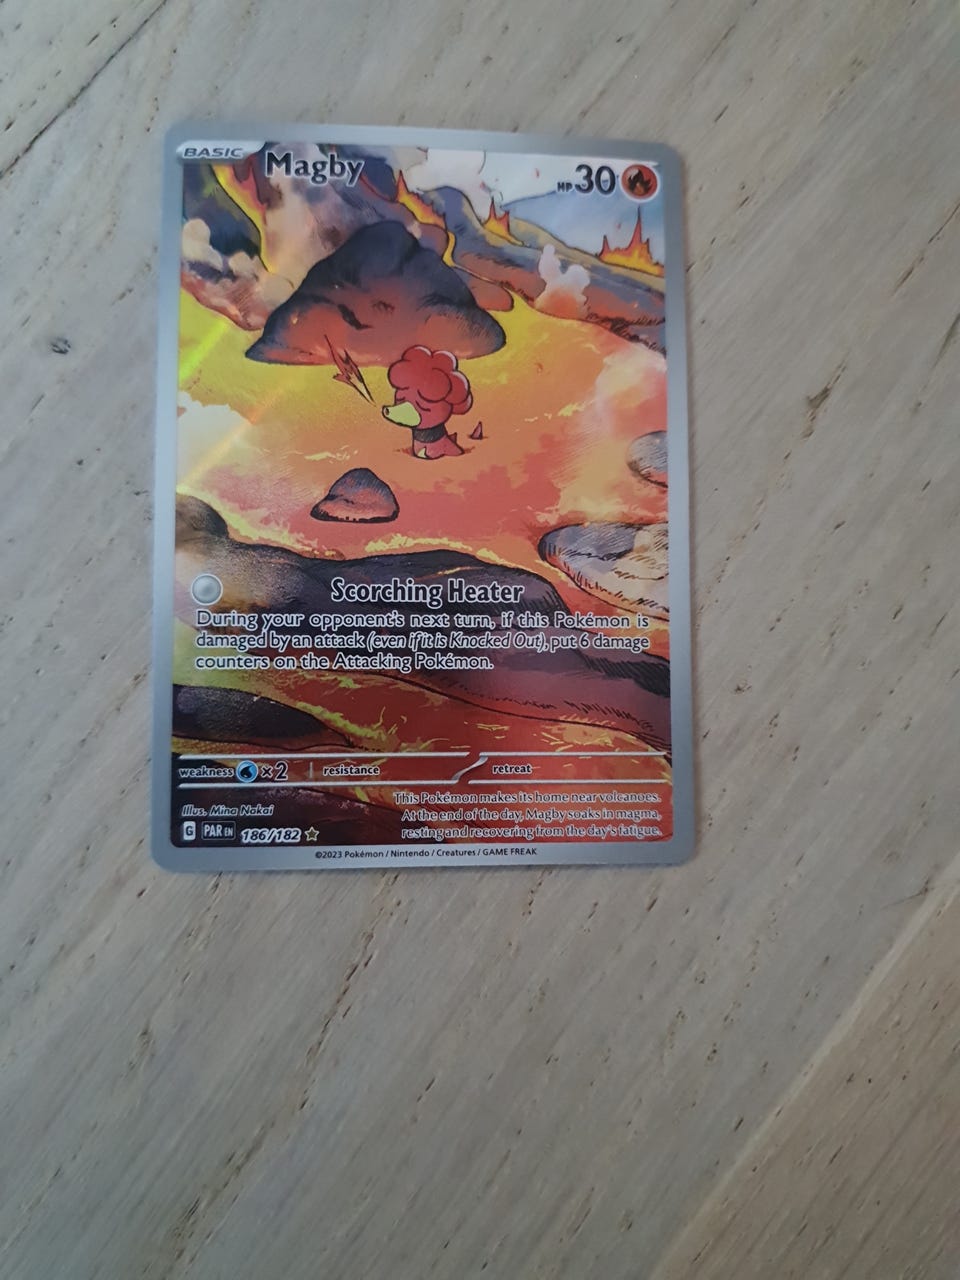 BASIC Magby HP 30
Scorching Heater
During your opponent's next turn, if this Pokémon is
damaged by an attack (even if it is Knocked Out), put 6 damage
counters on the Attacking Pokémon.
weakness ×2 resistance retreat
This Pokémon makes its home near volcanoes.
At the end of the day, Magby soaks in magma,
resting and recovering from the day's fatigue.
Illus. Mina Nakai
G PAR EN 186/182
©2023 Pokémon / Nintendo / Creatures / GAME FREAK